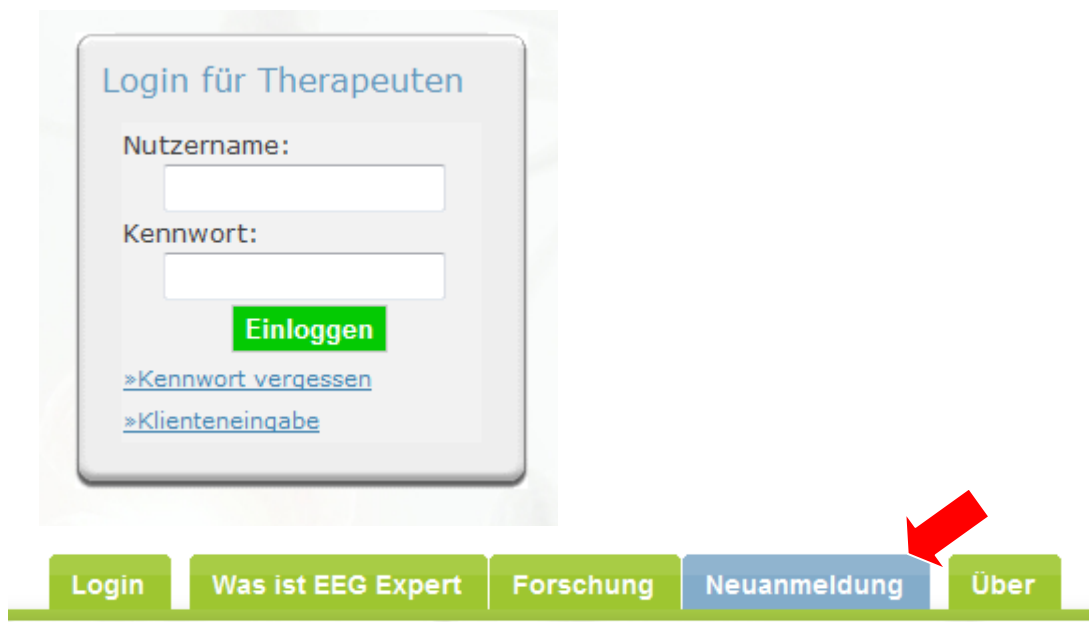 Login für Therapeuten
Nutzername:
Kennwort:
Einloggen
»Kennwort vergessen
»Klienteneingabe
Login Was ist EEG Expert Forschung Neuanmeldung Über